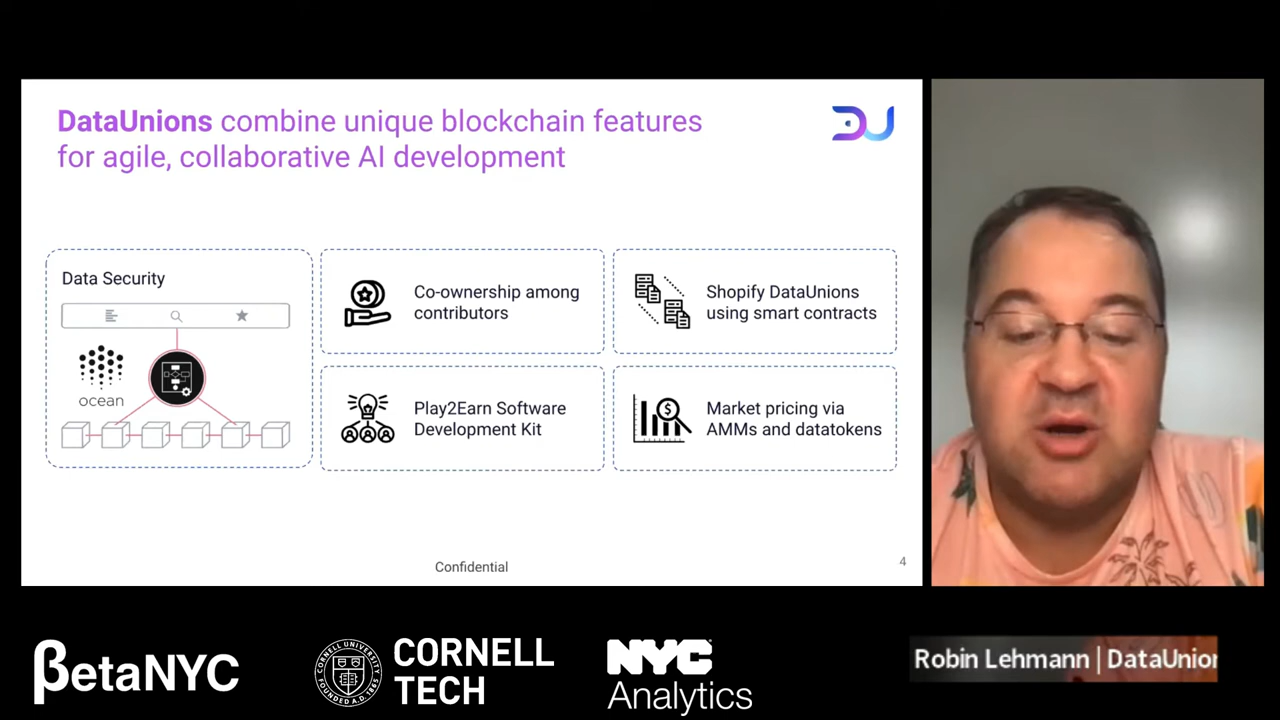 DataUnions combine unique blockchain features
for agile, collaborative AI development
DU
Data Security
ocean
Co-ownership among
contributors
Shopify DataUnions
using smart contracts
Play2Earn Software
Development Kit
Market pricing via
AMMs and datatokens
Confidential
4
βetaNYC
CORNELL
TECH
NYC
Analytics
Robin Lehmann | DataUnion